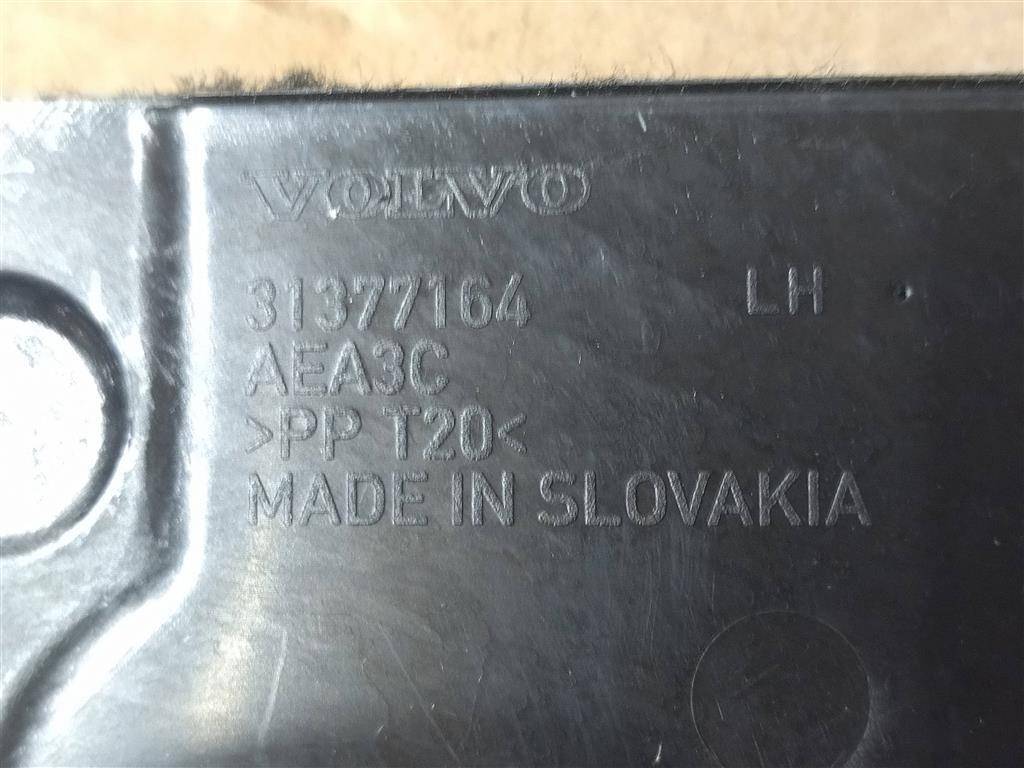 VOLVO
31377164 LH
AEA3C
>PP T20<
MADE IN SLOVAKIA